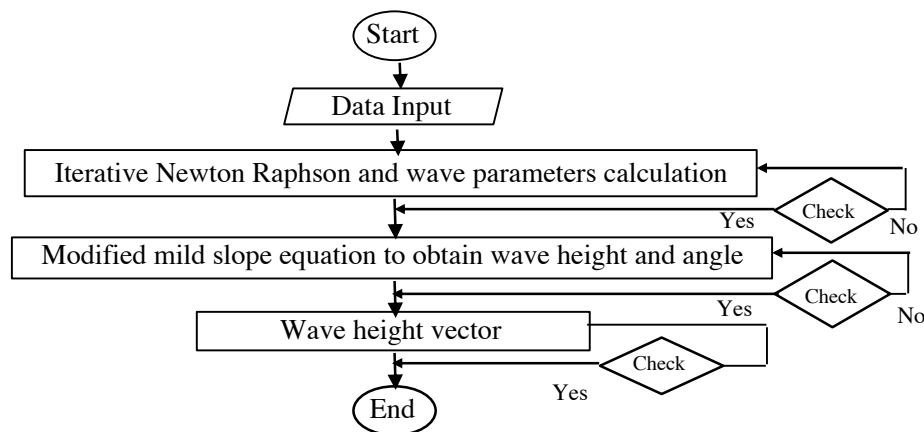 Start
Data Input
Iterative Newton Raphson and wave parameters calculation
Check
Yes
No
Modified mild slope equation to obtain wave height and angle
Check
Yes
No
Wave height vector
Check
Yes
End